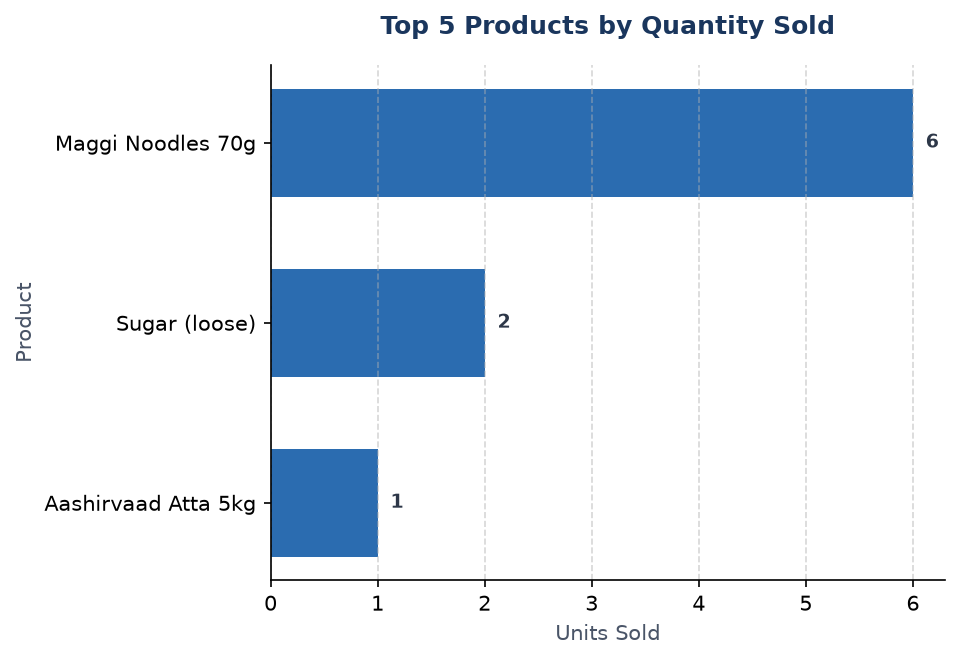 Top 5 Products by Quantity Sold
Product
Maggi Noodles 70g
6
Sugar (loose)
2
Aashirvaad Atta 5kg
1
0 1 2 3 4 5 6
Units Sold